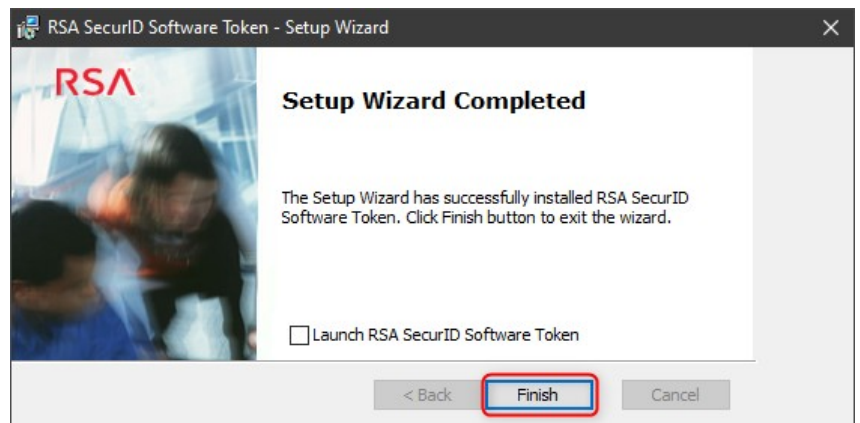 RSA SecurID Software Token - Setup Wizard
RSA
Setup Wizard Completed
The Setup Wizard has successfully installed RSA SecurID
Software Token. Click Finish button to exit the wizard.
Launch RSA SecurID Software Token
< Back Finish Cancel